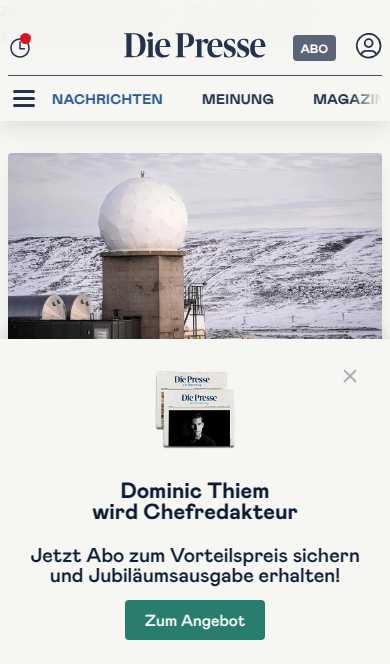 Die Presse
ABO
NACHRICHTEN MEINUNG MAGAZIN
Die Presse
Die Presse
Dominic Thiem
wird Chefredakteur
Jetzt Abo zum Vorteilspreis sichern
und Jubiläumsausgabe erhalten!
Zum Angebot